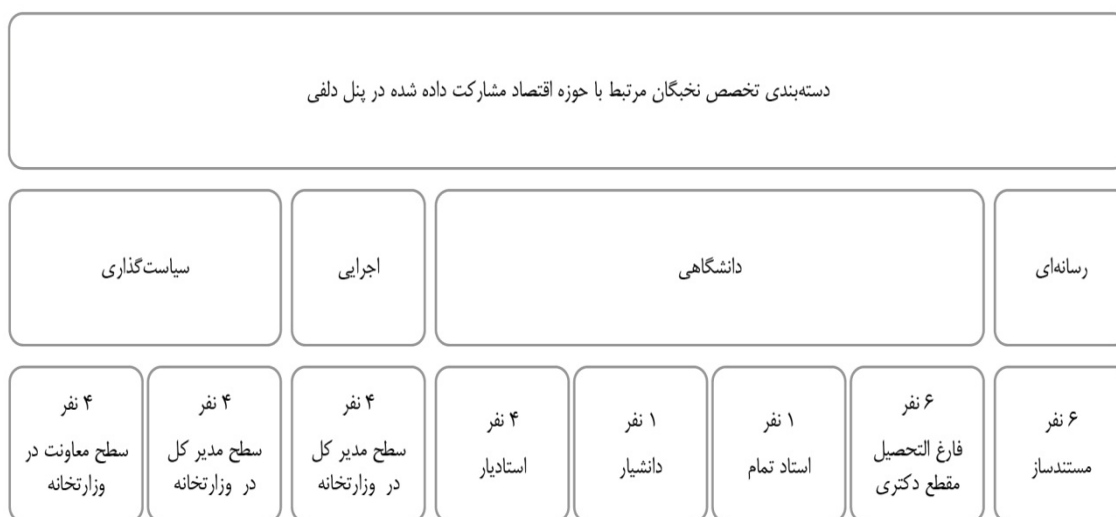 دسته‌بندی تخصص نخبگان مرتبط با حوزه اقتصاد مشارکت داده شده در پنل دلفی
رسانه‌ای
دانشگاهی
اجرایی
سیاست‌گذاری
۶ نفر
مستندساز
۶ نفر
فارغ التحصیل
مقطع دکتری
۱ نفر
استاد تمام
۱ نفر
دانشیار
۴ نفر
استادیار
۴ نفر
سطح مدیر کل
در وزارتخانه
۴ نفر
سطح مدیر کل
در وزارتخانه
۴ نفر
سطح معاونت در
وزارتخانه